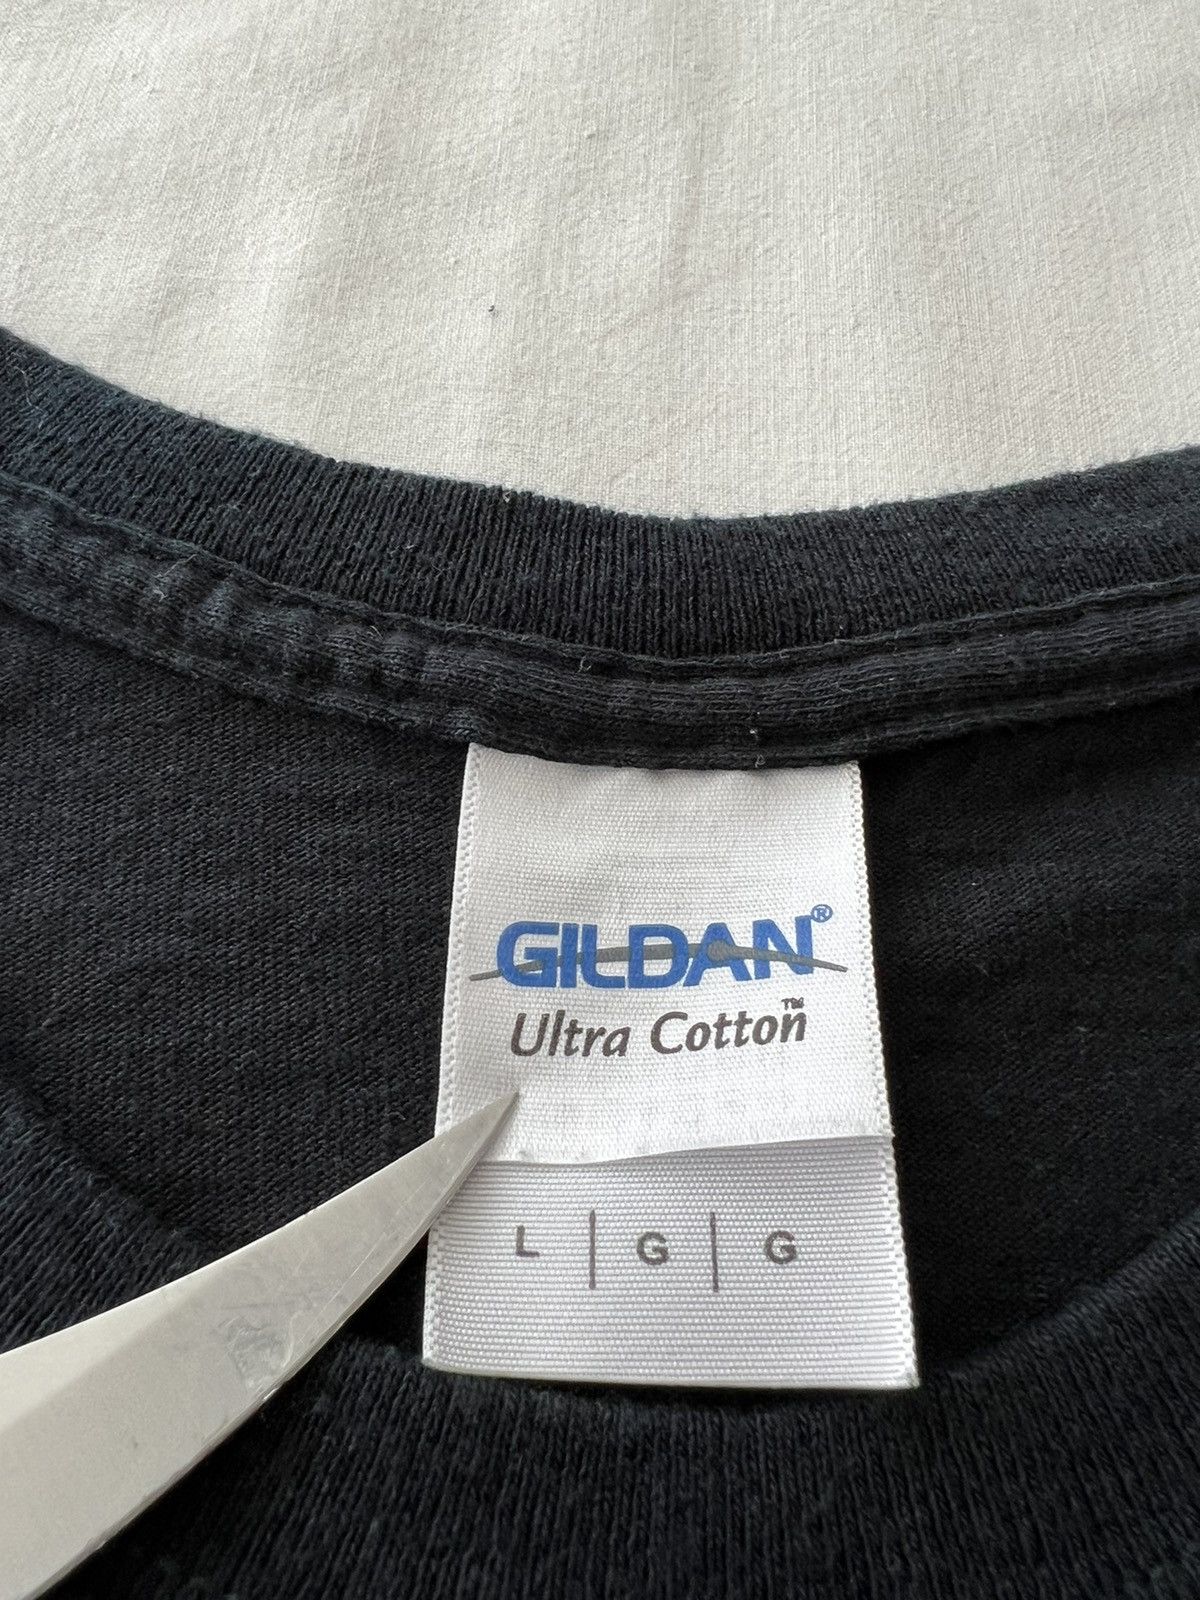 GILDAN®
Ultra Cotton™
L | G | G